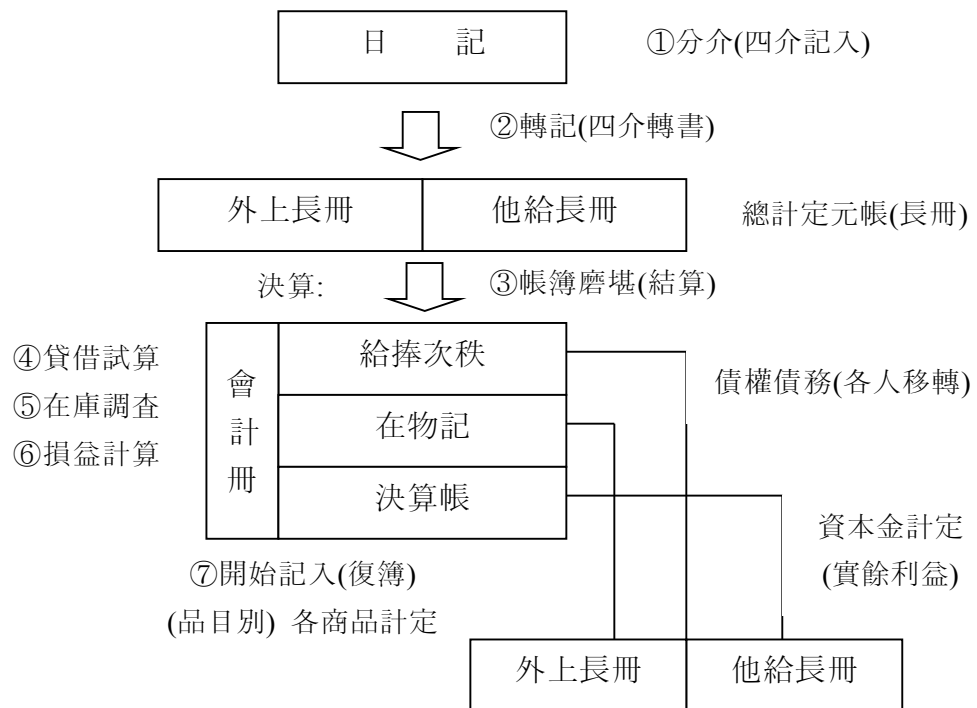 日 記
①分介(四介記入)
②轉記(四介轉書)
外上長冊 他給長冊
總計定元帳(長冊)
決算:
③帳簿磨堪(結算)
④貸借試算
⑤在庫調査
⑥損益計算
會計冊
給捧次秩
在物記
決算帳
債權債務(各人移轉)
資本金計定
(實餘利益)
⑦開始記入(復簿)
(品目別) 各商品計定
外上長冊 他給長冊